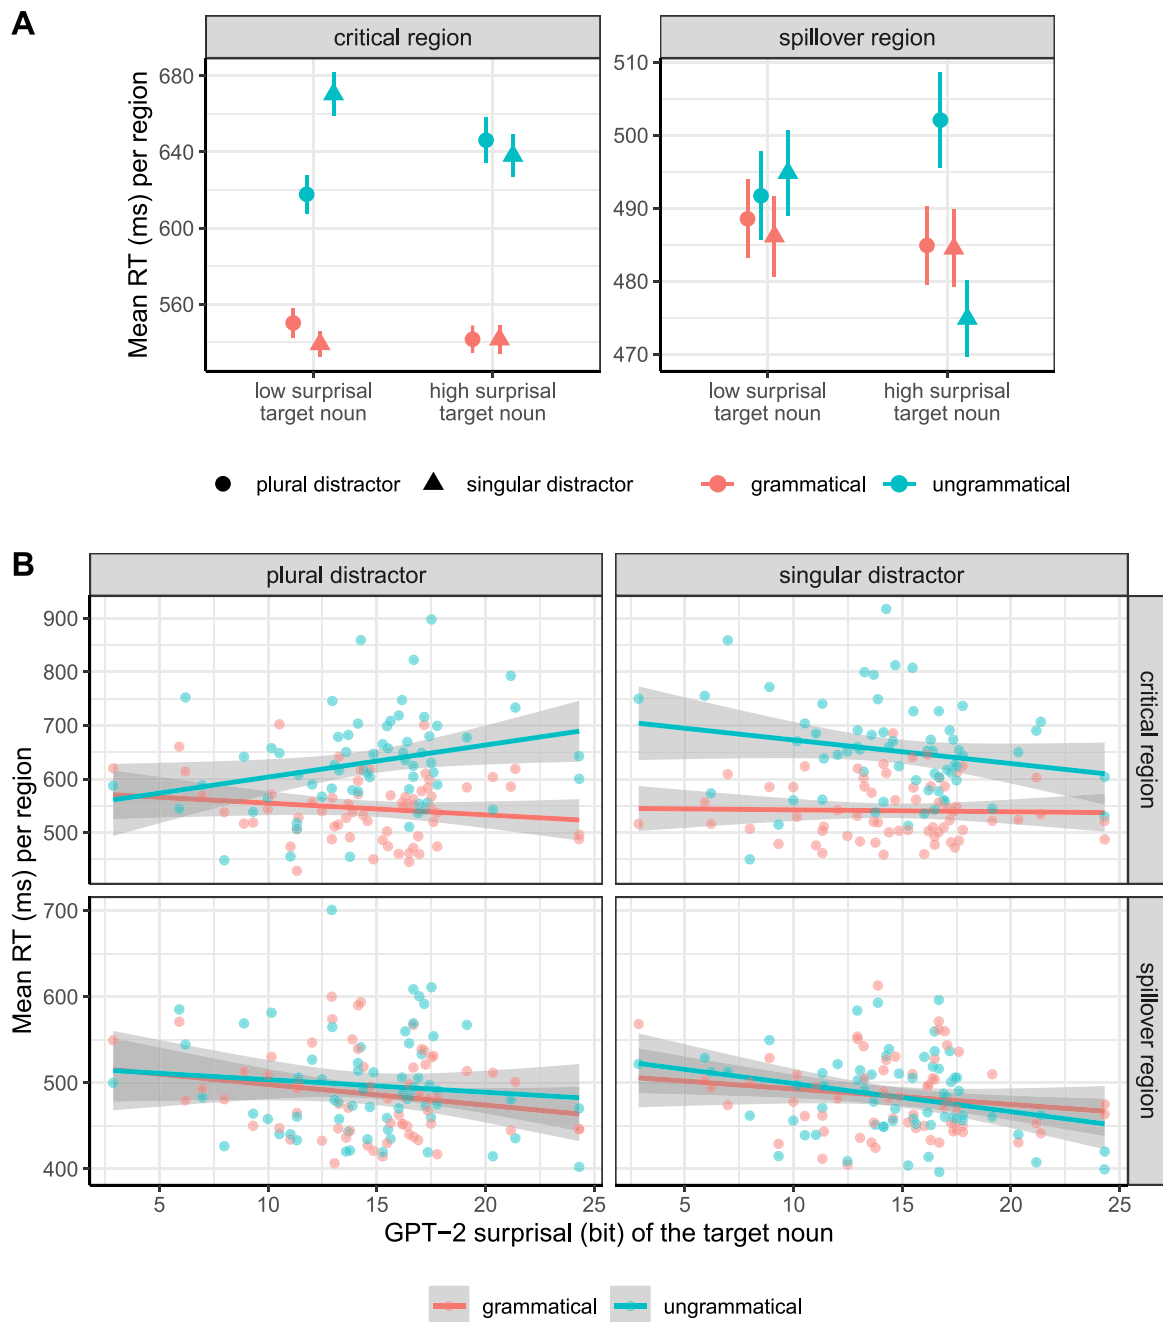 A
critical region
spillover region
Mean RT (ms) per region
680
640
600
560
510
500
490
480
470
low surprisal
target noun
high surprisal
target noun
low surprisal
target noun
high surprisal
target noun
plural distractor
singular distractor
grammatical
ungrammatical
B
plural distractor
singular distractor
Mean RT (ms) per region
900
800
700
600
500
critical region
700
600
500
400
spillover region
5
10
15
20
25
5
10
15
20
25
GPT−2 surprisal (bit) of the target noun
grammatical
ungrammatical